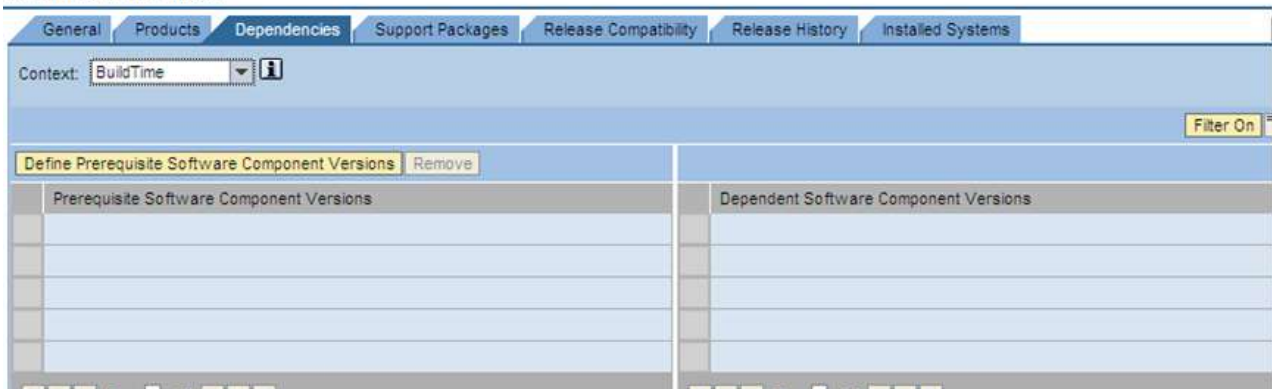 General Products Dependencies Support Packages Release Compatibility Release History Installed Systems
Context: BuildTime
Filter On
Define Prerequisite Software Component Versions Remove
Prerequisite Software Component Versions Dependent Software Component Versions